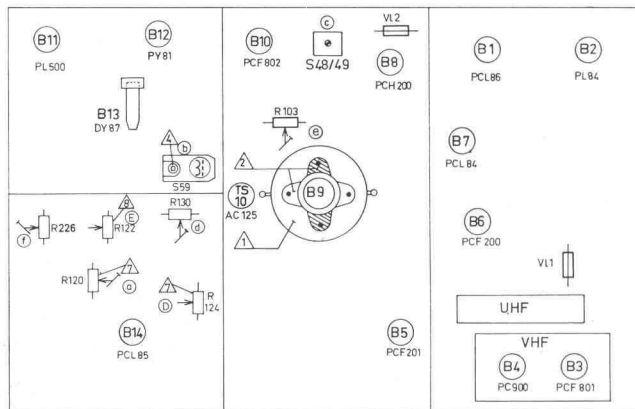 B11
PL500
B12
PY81
B13
DY87
4
b
a
S59
f
R226
8
E
R122
R130
d
R120
7
a
7
D
R
124
B14
PCL85
B10
PCF802
c
S48/49
VL2
B8
PCH200
R103
e
2
B9
TS
10
AC125
1
B5
PCF201
B1
PCL86
B2
PL84
B7
PCL84
B6
PCF200
VL1
UHF
VHF
B4
PC900
B3
PCF801